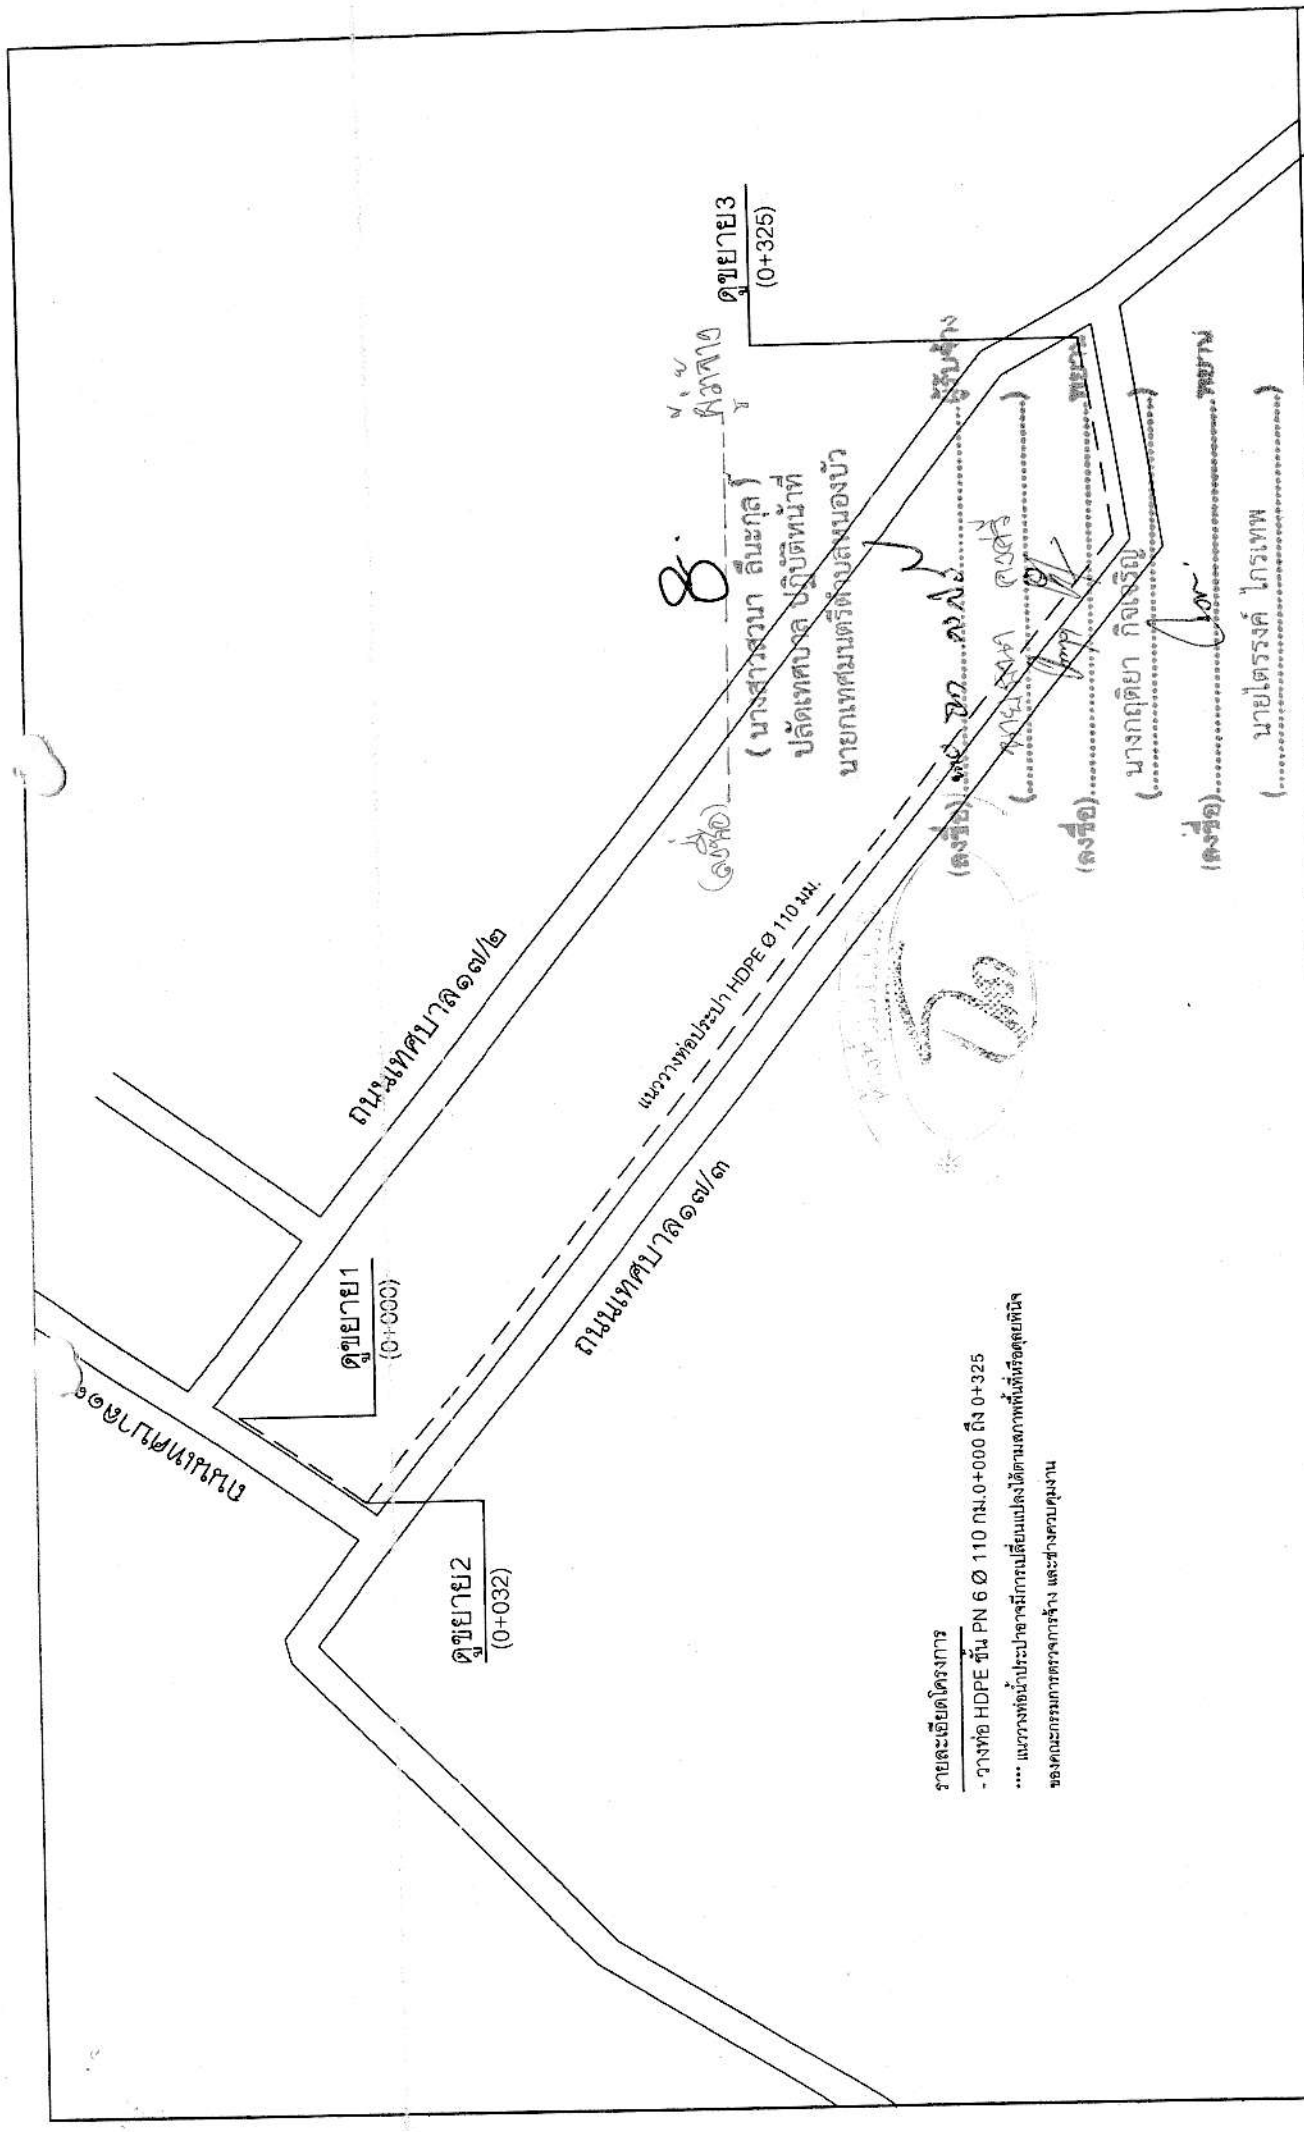 ถนนเทศบาล๑๗/๒
ดูขยาย1
(0+000)
ดูขยาย2
(0+032)
ดูขยาย3
(0+325)
แนววางท่อประปา HDPE Ø 110 มม.
ถนนเทศบาล๑๗/๓
(ลงชื่อ) ผู้ว่าจ้าง
( นางสาวสวนา ลีนะกุล )
ปลัดเทศบาล ปฏิบัติหน้าที่
นายกเทศมนตรีตำบลหนองบัว
(ลงชื่อ) ผู้รับจ้าง
(ลงชื่อ) พยาน
( นางกฤติยา กิจเจริญ )
(ลงชื่อ) พยาน
( นายไตรรงค์ ไกรเทพ )
รายละเอียดโครงการ
- วางท่อ HDPE ชั้น PN 6 Ø 110 กม.0+000 ถึง 0+325
**** แนววางท่อน้ำประปาอาจมีการเปลี่ยนแปลงได้ตามสภาพพื้นที่หรือดุลยพินิจ
ของคณะกรรมการตรวจการจ้าง และช่างควบคุมงาน